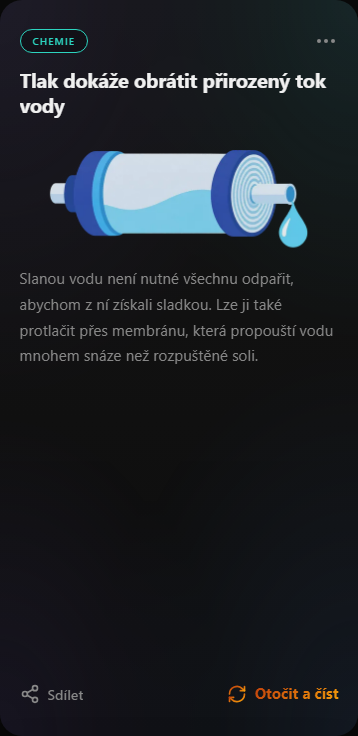 CHEMIE
Tlak dokáže obrátit přirozený tok
vody
Slanou vodu není nutné všechnu odpařit,
abychom z ní získali sladkou. Lze ji také
protlačit přes membránu, která propouští vodu
mnohem snáze než rozpuštěné soli.
Sdílet
Otočit a číst